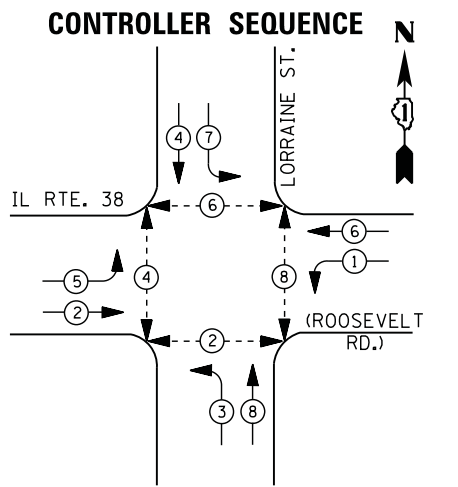 CONTROLLER SEQUENCE
N
LORRAINE ST.
1
4
7
IL RTE. 38
6
6
5
4
8
1
2
(ROOSEVELT
RD.)
2
3
8